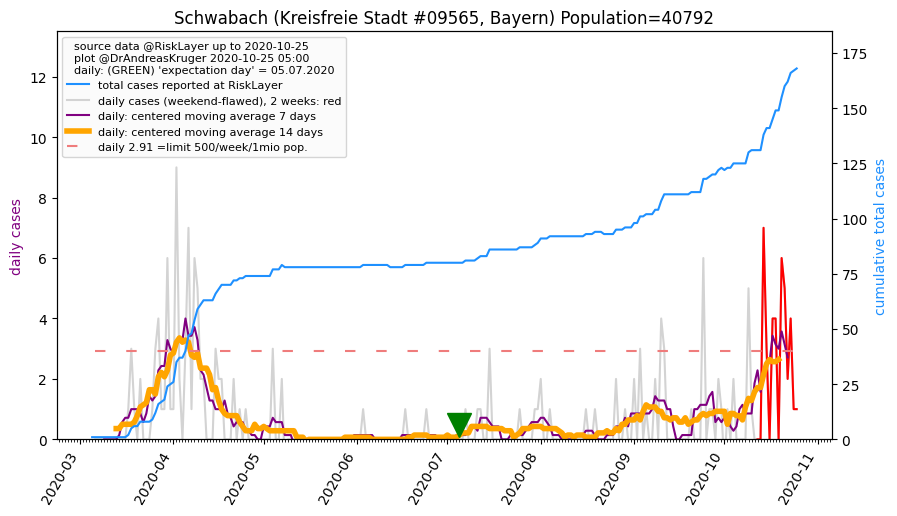 Schwabach (Kreisfreie Stadt #09565, Bayern) Population=40792
source data @RiskLayer up to 2020-10-25
plot @DrAndreasKruger 2020-10-25 05:00
daily: (GREEN) 'expectation day' = 05.07.2020
total cases reported at RiskLayer
daily cases (weekend-flawed), 2 weeks: red
daily: centered moving average 7 days
daily: centered moving average 14 days
daily 2.91 =limit 500/week/1mio pop.
daily cases
12
10
8
6
4
2
0
cumulative total cases
175
150
125
100
75
50
25
0
2020-03
2020-04
2020-05
2020-06
2020-07
2020-08
2020-09
2020-10
2020-11